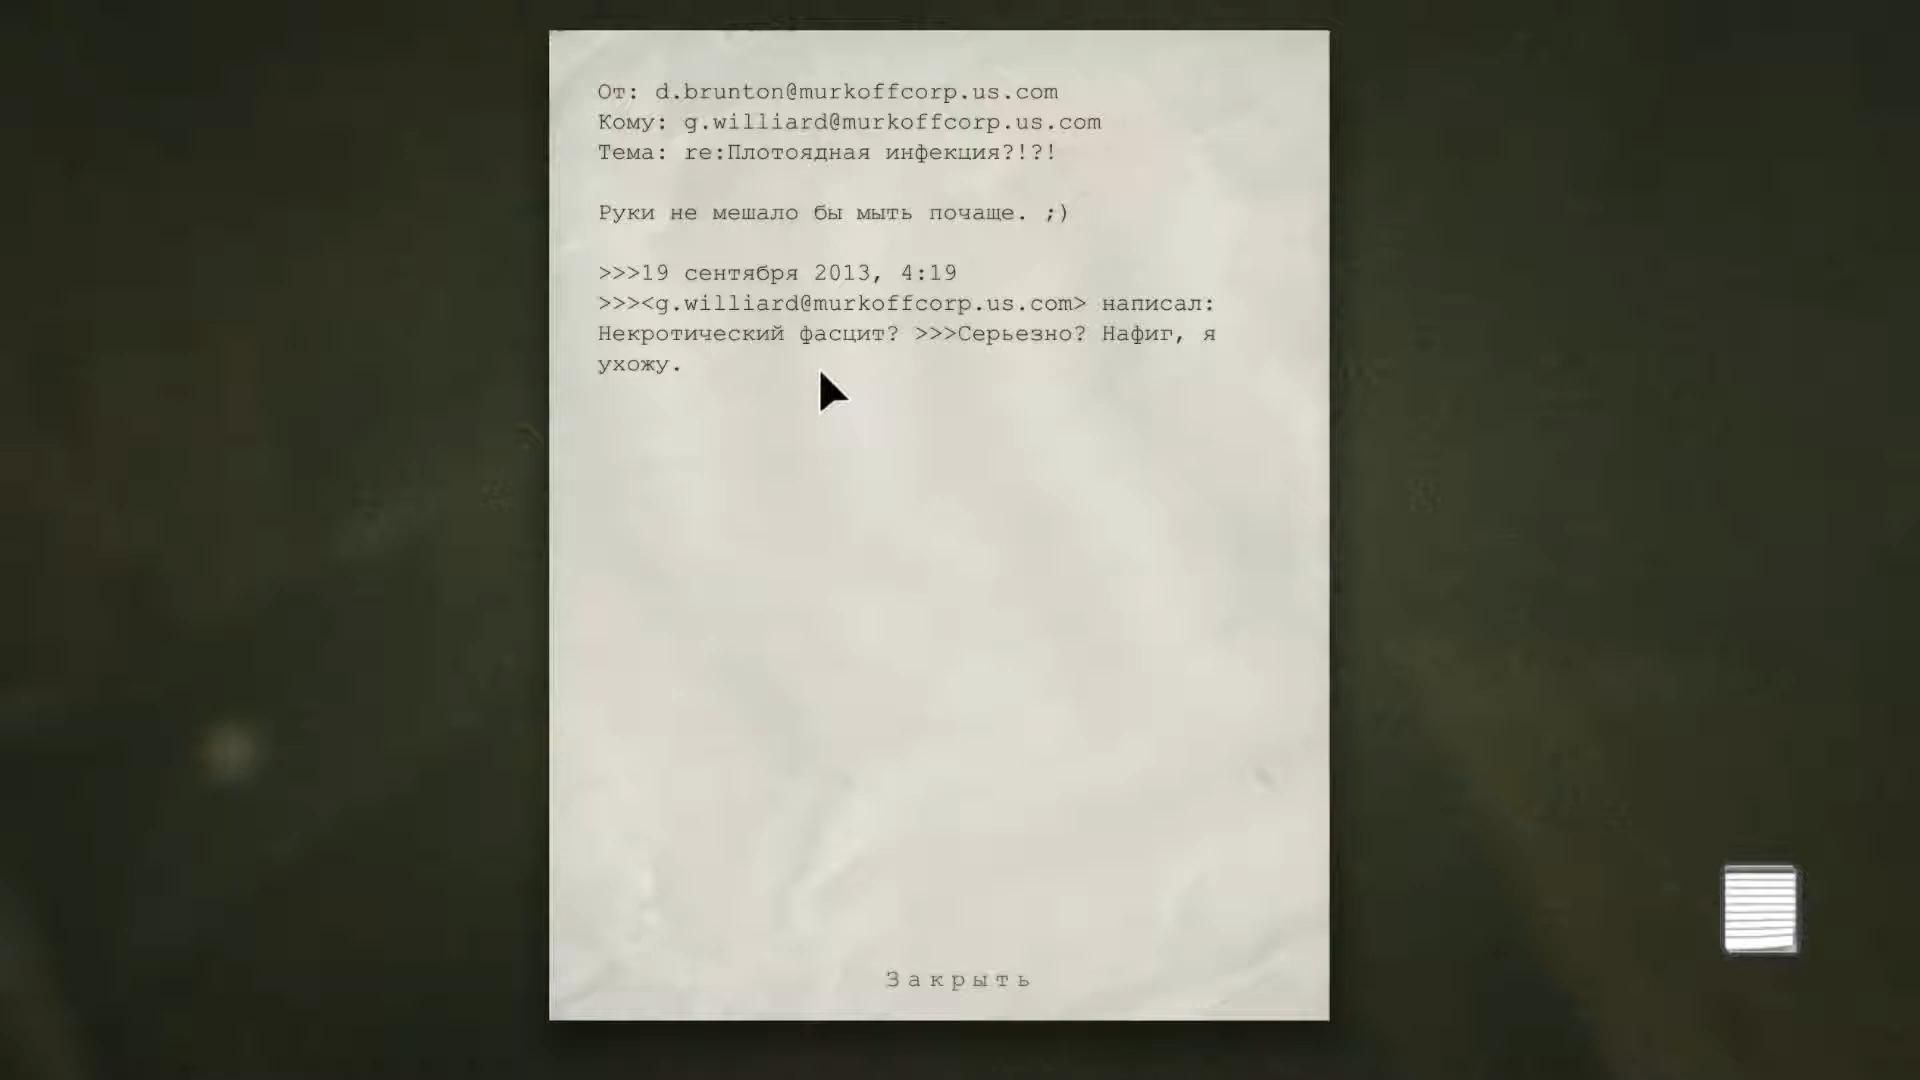 От: d.brunton@murkoffcorp.us.com
Кому: g.williard@murkoffcorp.us.com
Тема: re:Плотоядная инфекция?!?!
Руки не мешало бы мыть почаще. ;)
>>>19 сентября 2013, 4:19
>>><g.williard@murkoffcorp.us.com> написал:
Некротический фасцит? >>>Серьезно? Нафиг, я
ухожу.
Закрыть